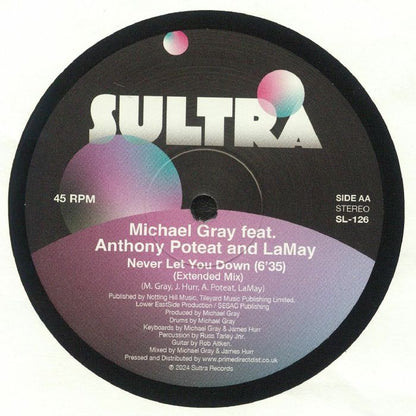 SULTRA
45 RPM
SIDE AA
STEREO
SL-126
Michael Gray feat.
Anthony Poteat and LaMay
Never Let You Down (6'35)
(Extended Mix)
(M. Gray, J. Hurr, A. Poteat, LaMay)
Published by Notting Hill Music, Tileyard Music Publishing Limited.
Lower EastSide Production / SEGAC Publishing
Produced by Michael Gray
Drums by Michael Gray
Keyboards by Michael Gray & James Hurr
Percussion by Russ Tarley Jnr.
Guitar by Rob Aitken.
Mixed by Michael Gray & James Hurr
Pressed and Distributed by www.primedirectdist.co.uk
℗ © 2024 Sultra Records